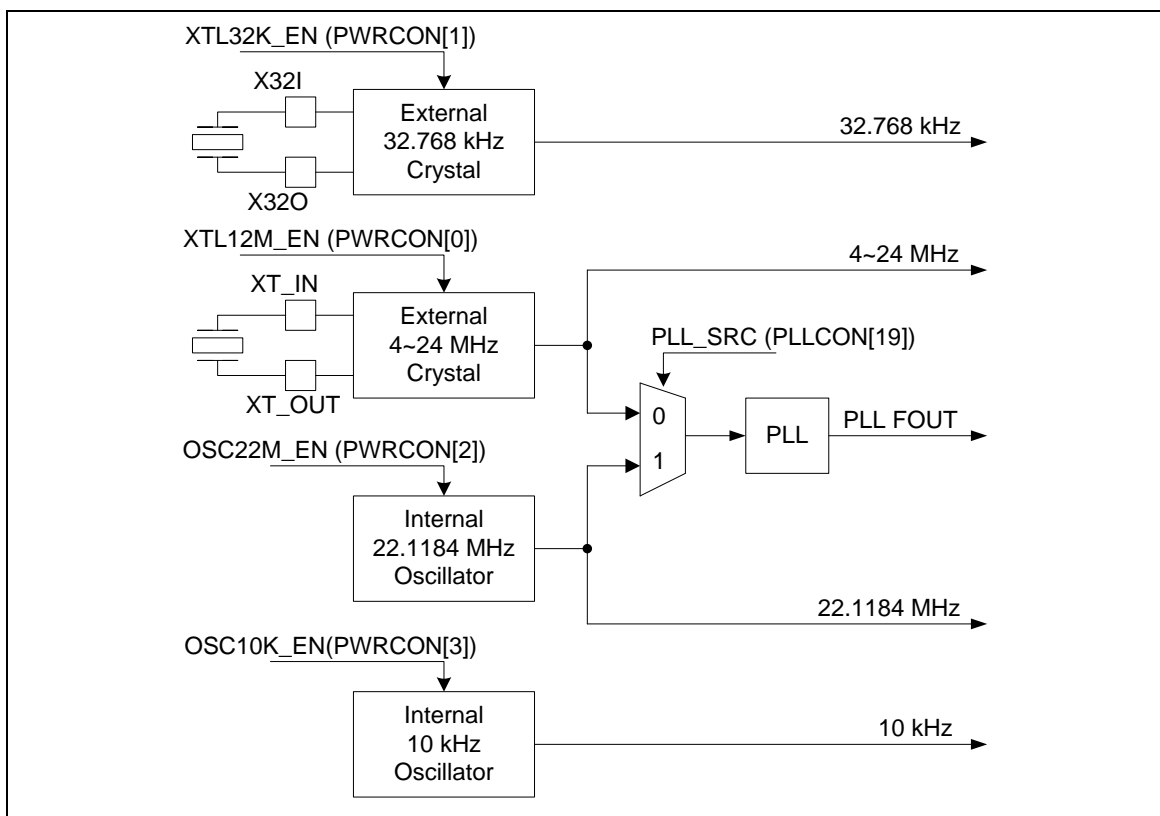 XTL32K_EN (PWRCON[1])
X32I
External
32.768 kHz
Crystal
32.768 kHz
X32O
XTL12M_EN (PWRCON[0])
4~24 MHz
XT_IN
External
4~24 MHz
Crystal
PLL_SRC (PLLCON[19])
XT_OUT
0
1
PLL
PLL FOUT
OSC22M_EN (PWRCON[2])
Internal
22.1184 MHz
Oscillator
22.1184 MHz
OSC10K_EN(PWRCON[3])
Internal
10 kHz
Oscillator
10 kHz